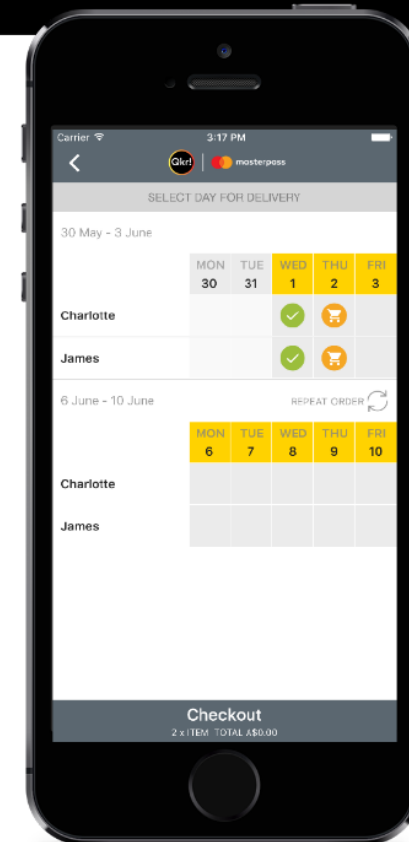 Carrier 3:17 PM
Qkr! masterpass
SELECT DAY FOR DELIVERY
30 May - 3 June
MON TUE WED THU FRI
30 31 1 2 3
Charlotte
James
6 June - 10 June REPEAT ORDER
MON TUE WED THU FRI
6 7 8 9 10
Charlotte
James
Checkout
2 x ITEM TOTAL A$0.00